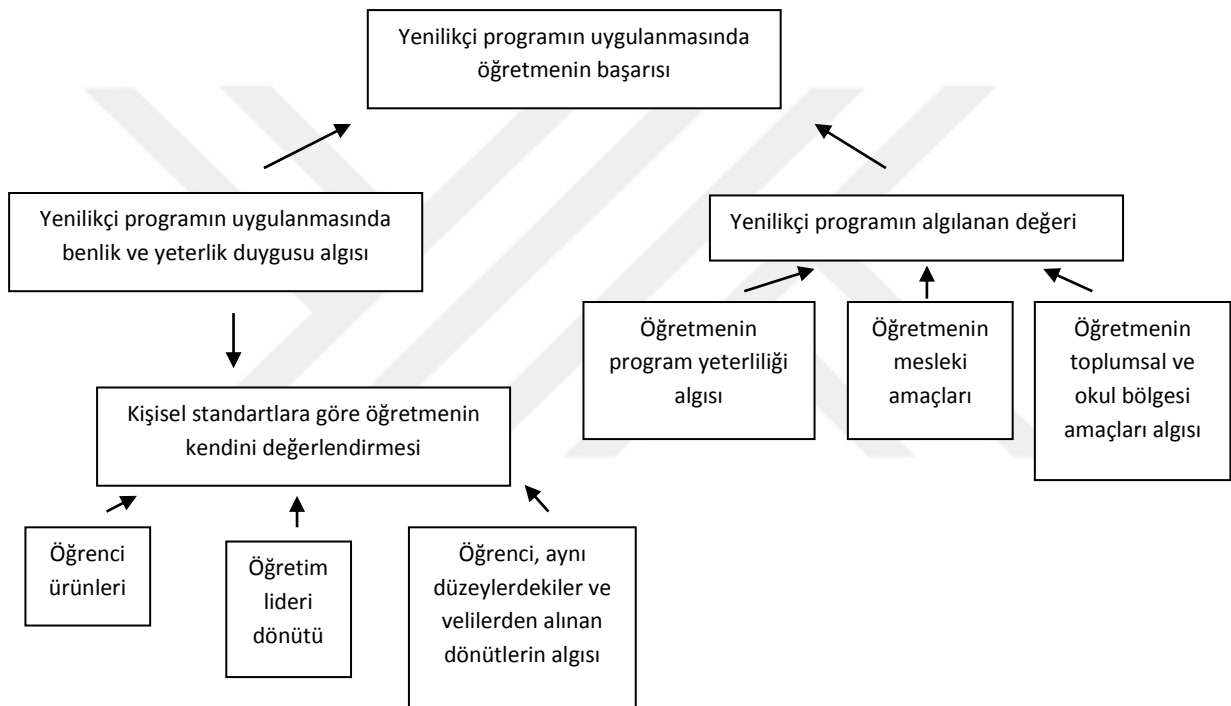 Yenilikçi programın uygulanmasında
öğretmenin başarısı
Yenilikçi programın uygulanmasında
benlik ve yeterlik duygusu algısı
Yenilikçi programın algılanan değeri
Öğretmenin
program yeterliliği
algısı
Öğretmenin
mesleki
amaçları
Öğretmenin
toplumsal ve
okul bölgesi
amaçları algısı
Kişisel standartlara göre öğretmenin
kendini değerlendirmesi
Öğrenci
ürünleri
Öğretim
lideri
dönütü
Öğrenci, aynı
düzeylerdekiler ve
velilerden alınan
dönütlerin algısı